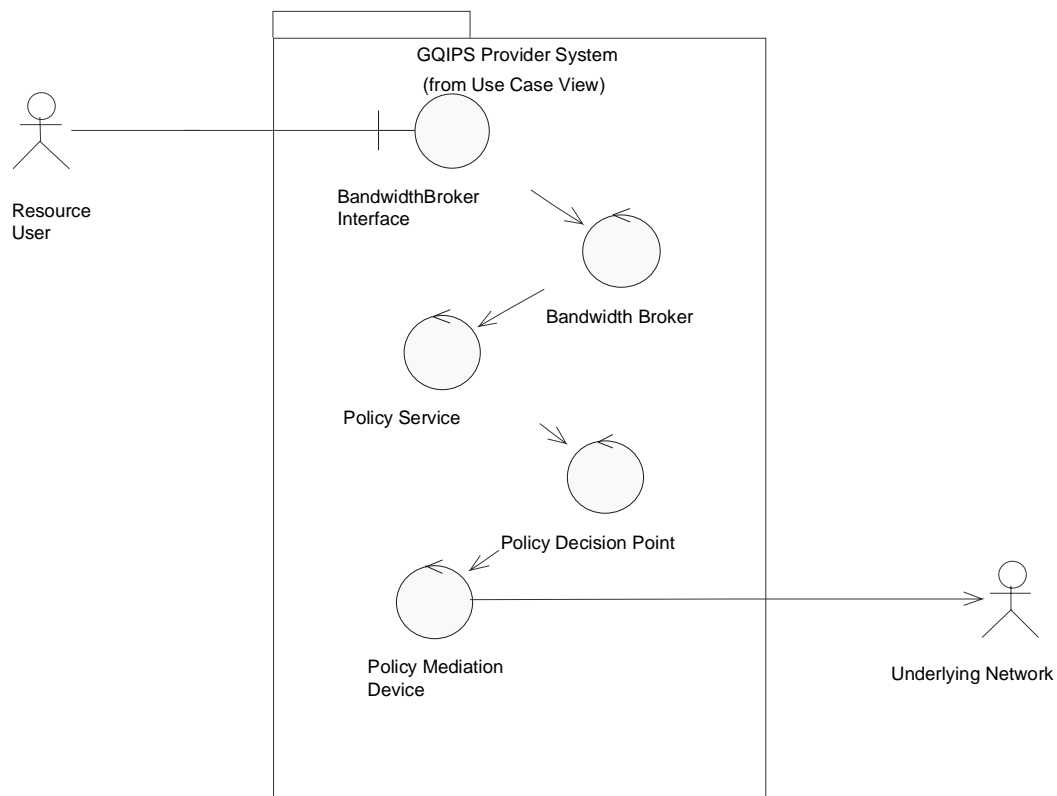 GQIPS Provider System
(from Use Case View)
BandwidthBroker
Interface
Resource
User
Bandwidth Broker
Policy Service
Policy Decision Point
Policy Mediation
Device
Underlying Network